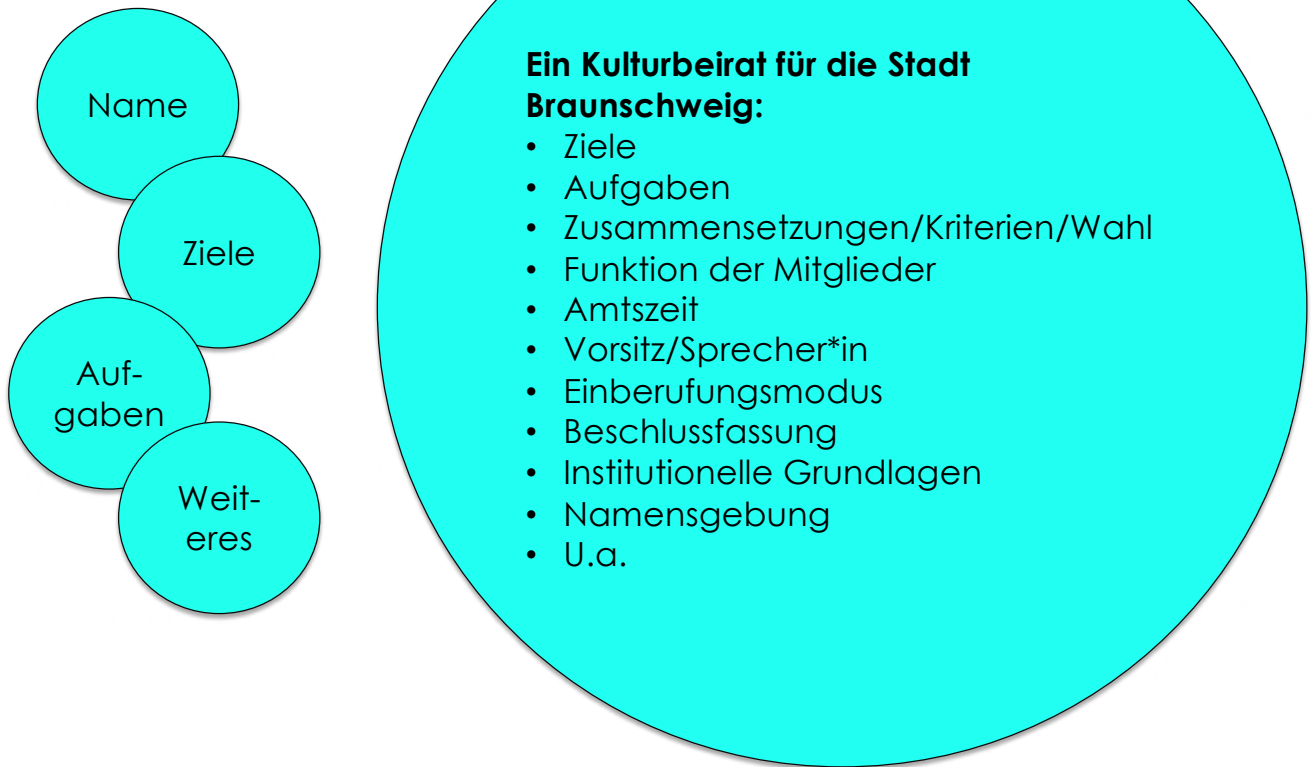 Name
Ziele
Auf-
gaben
Weit-
eres
Ein Kulturbeirat für die Stadt
Braunschweig:
• Ziele
• Aufgaben
• Zusammensetzungen/Kriterien/Wahl
• Funktion der Mitglieder
• Amtszeit
• Vorsitz/Sprecher*in
• Einberufungsmodus
• Beschlussfassung
• Institutionelle Grundlagen
• Namensgebung
• U.a.